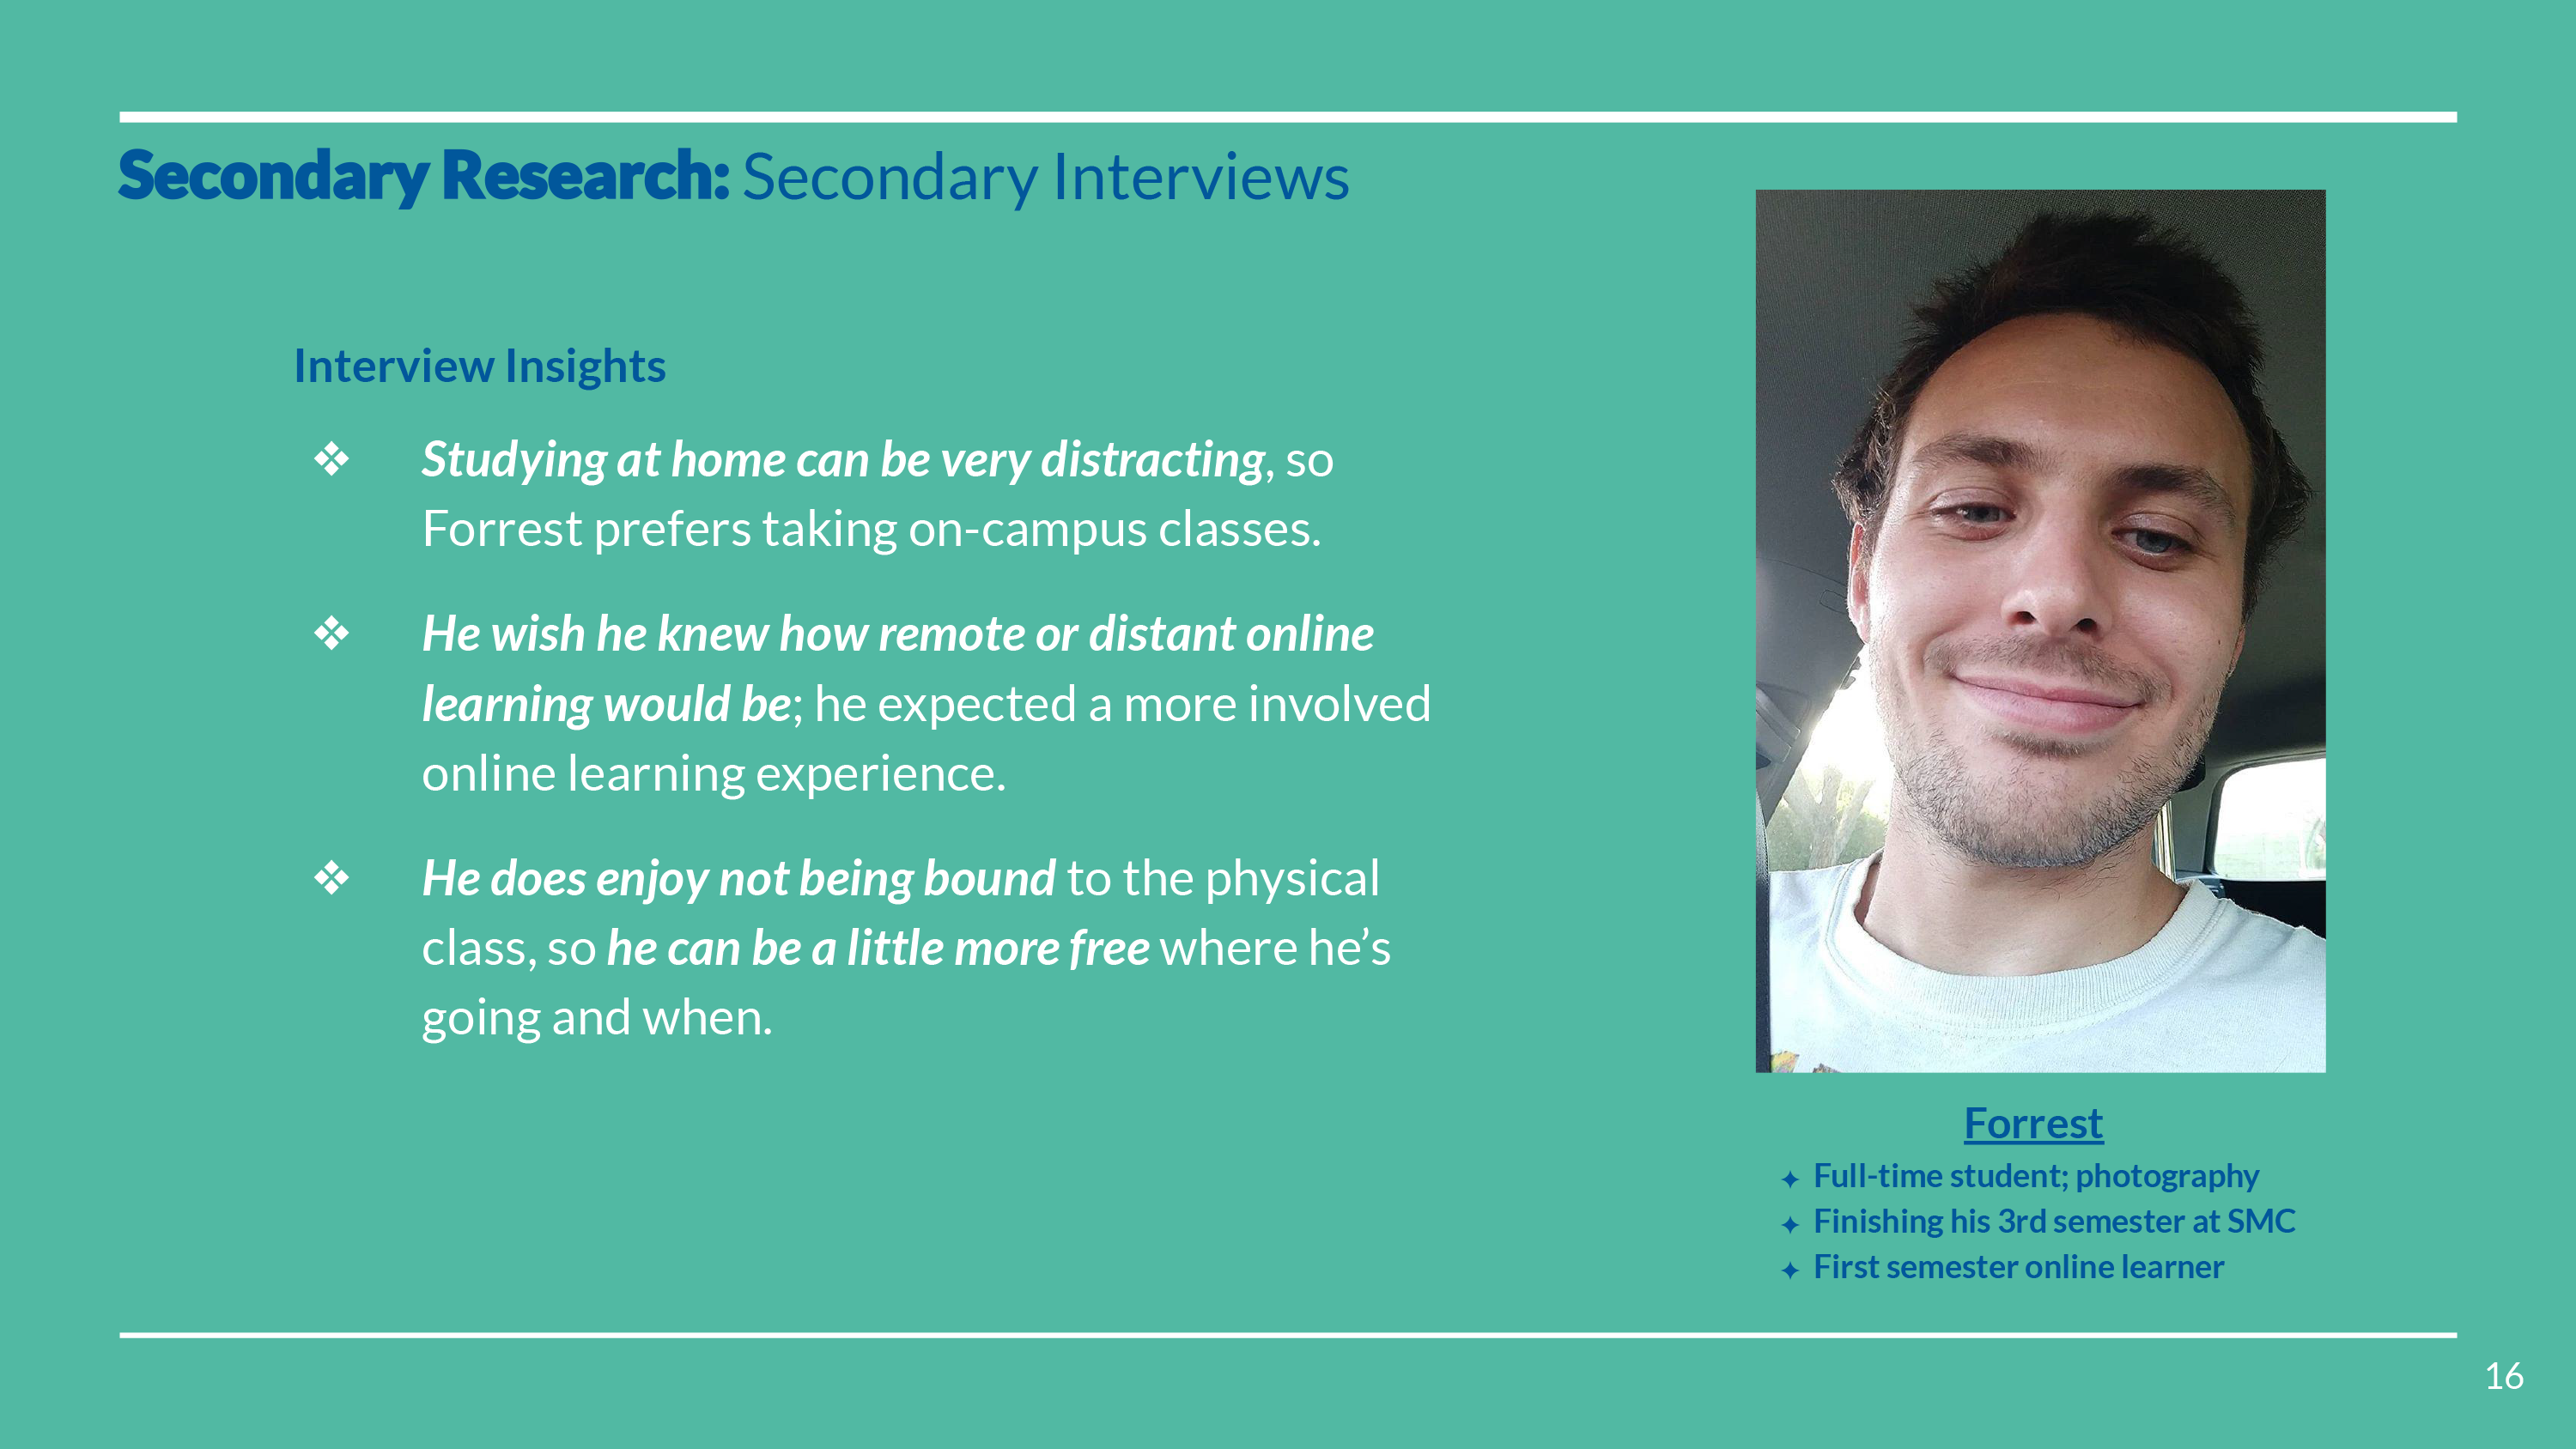 Secondary Research: Secondary Interviews
Interview Insights
❖ Studying at home can be very distracting, so
Forrest prefers taking on-campus classes.
❖ He wish he knew how remote or distant online
learning would be; he expected a more involved
online learning experience.
❖ He does enjoy not being bound to the physical
class, so he can be a little more free where he’s
going and when.
Forrest
✦ Full-time student; photography
✦ Finishing his 3rd semester at SMC
✦ First semester online learner
16